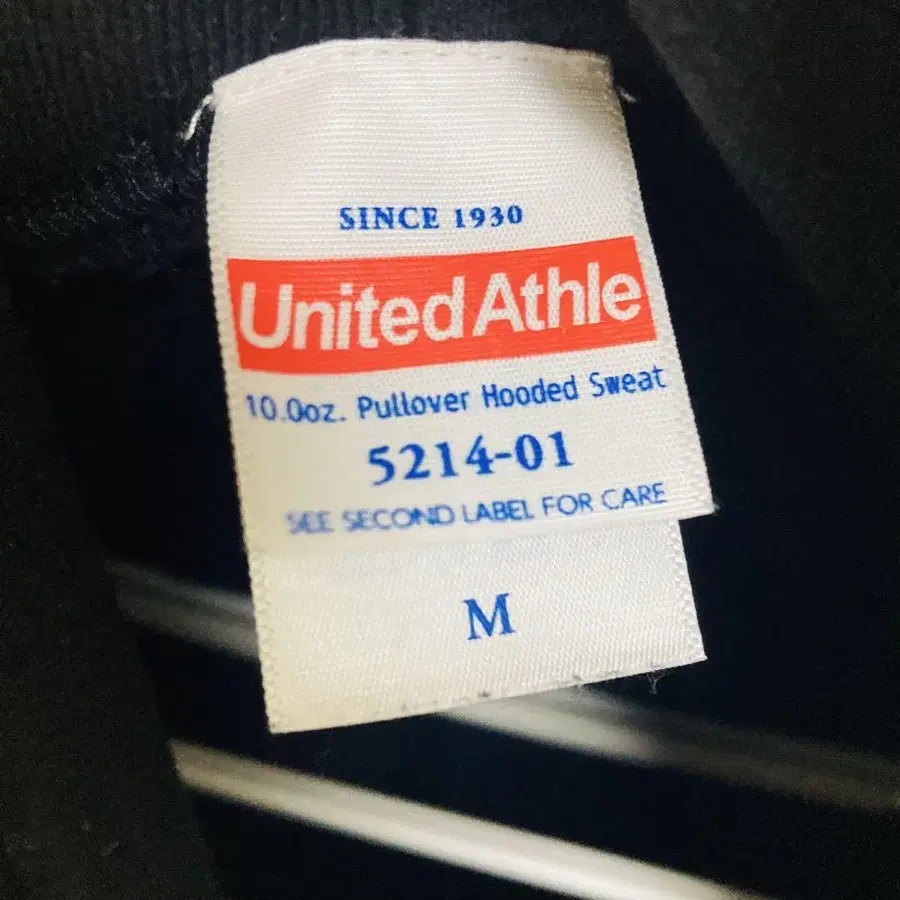 SINCE 1930
United Athle
10.0oz. Pullover Hooded Sweat
5214-01
SEE SECOND LABEL FOR CARE
M